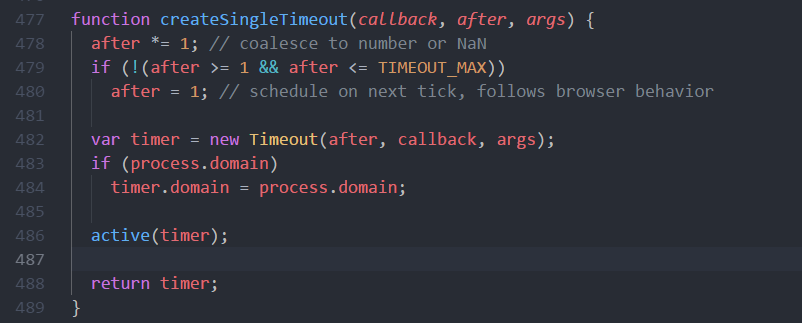 477 function createSingleTimeout(callback, after, args) {
478   after *= 1; // coalesce to number or NaN
479   if (!(after >= 1 && after <= TIMEOUT_MAX))
480     after = 1; // schedule on next tick, follows browser behavior
481
482   var timer = new Timeout(after, callback, args);
483   if (process.domain)
484     timer.domain = process.domain;
485
486   active(timer);
487
488   return timer;
489 }